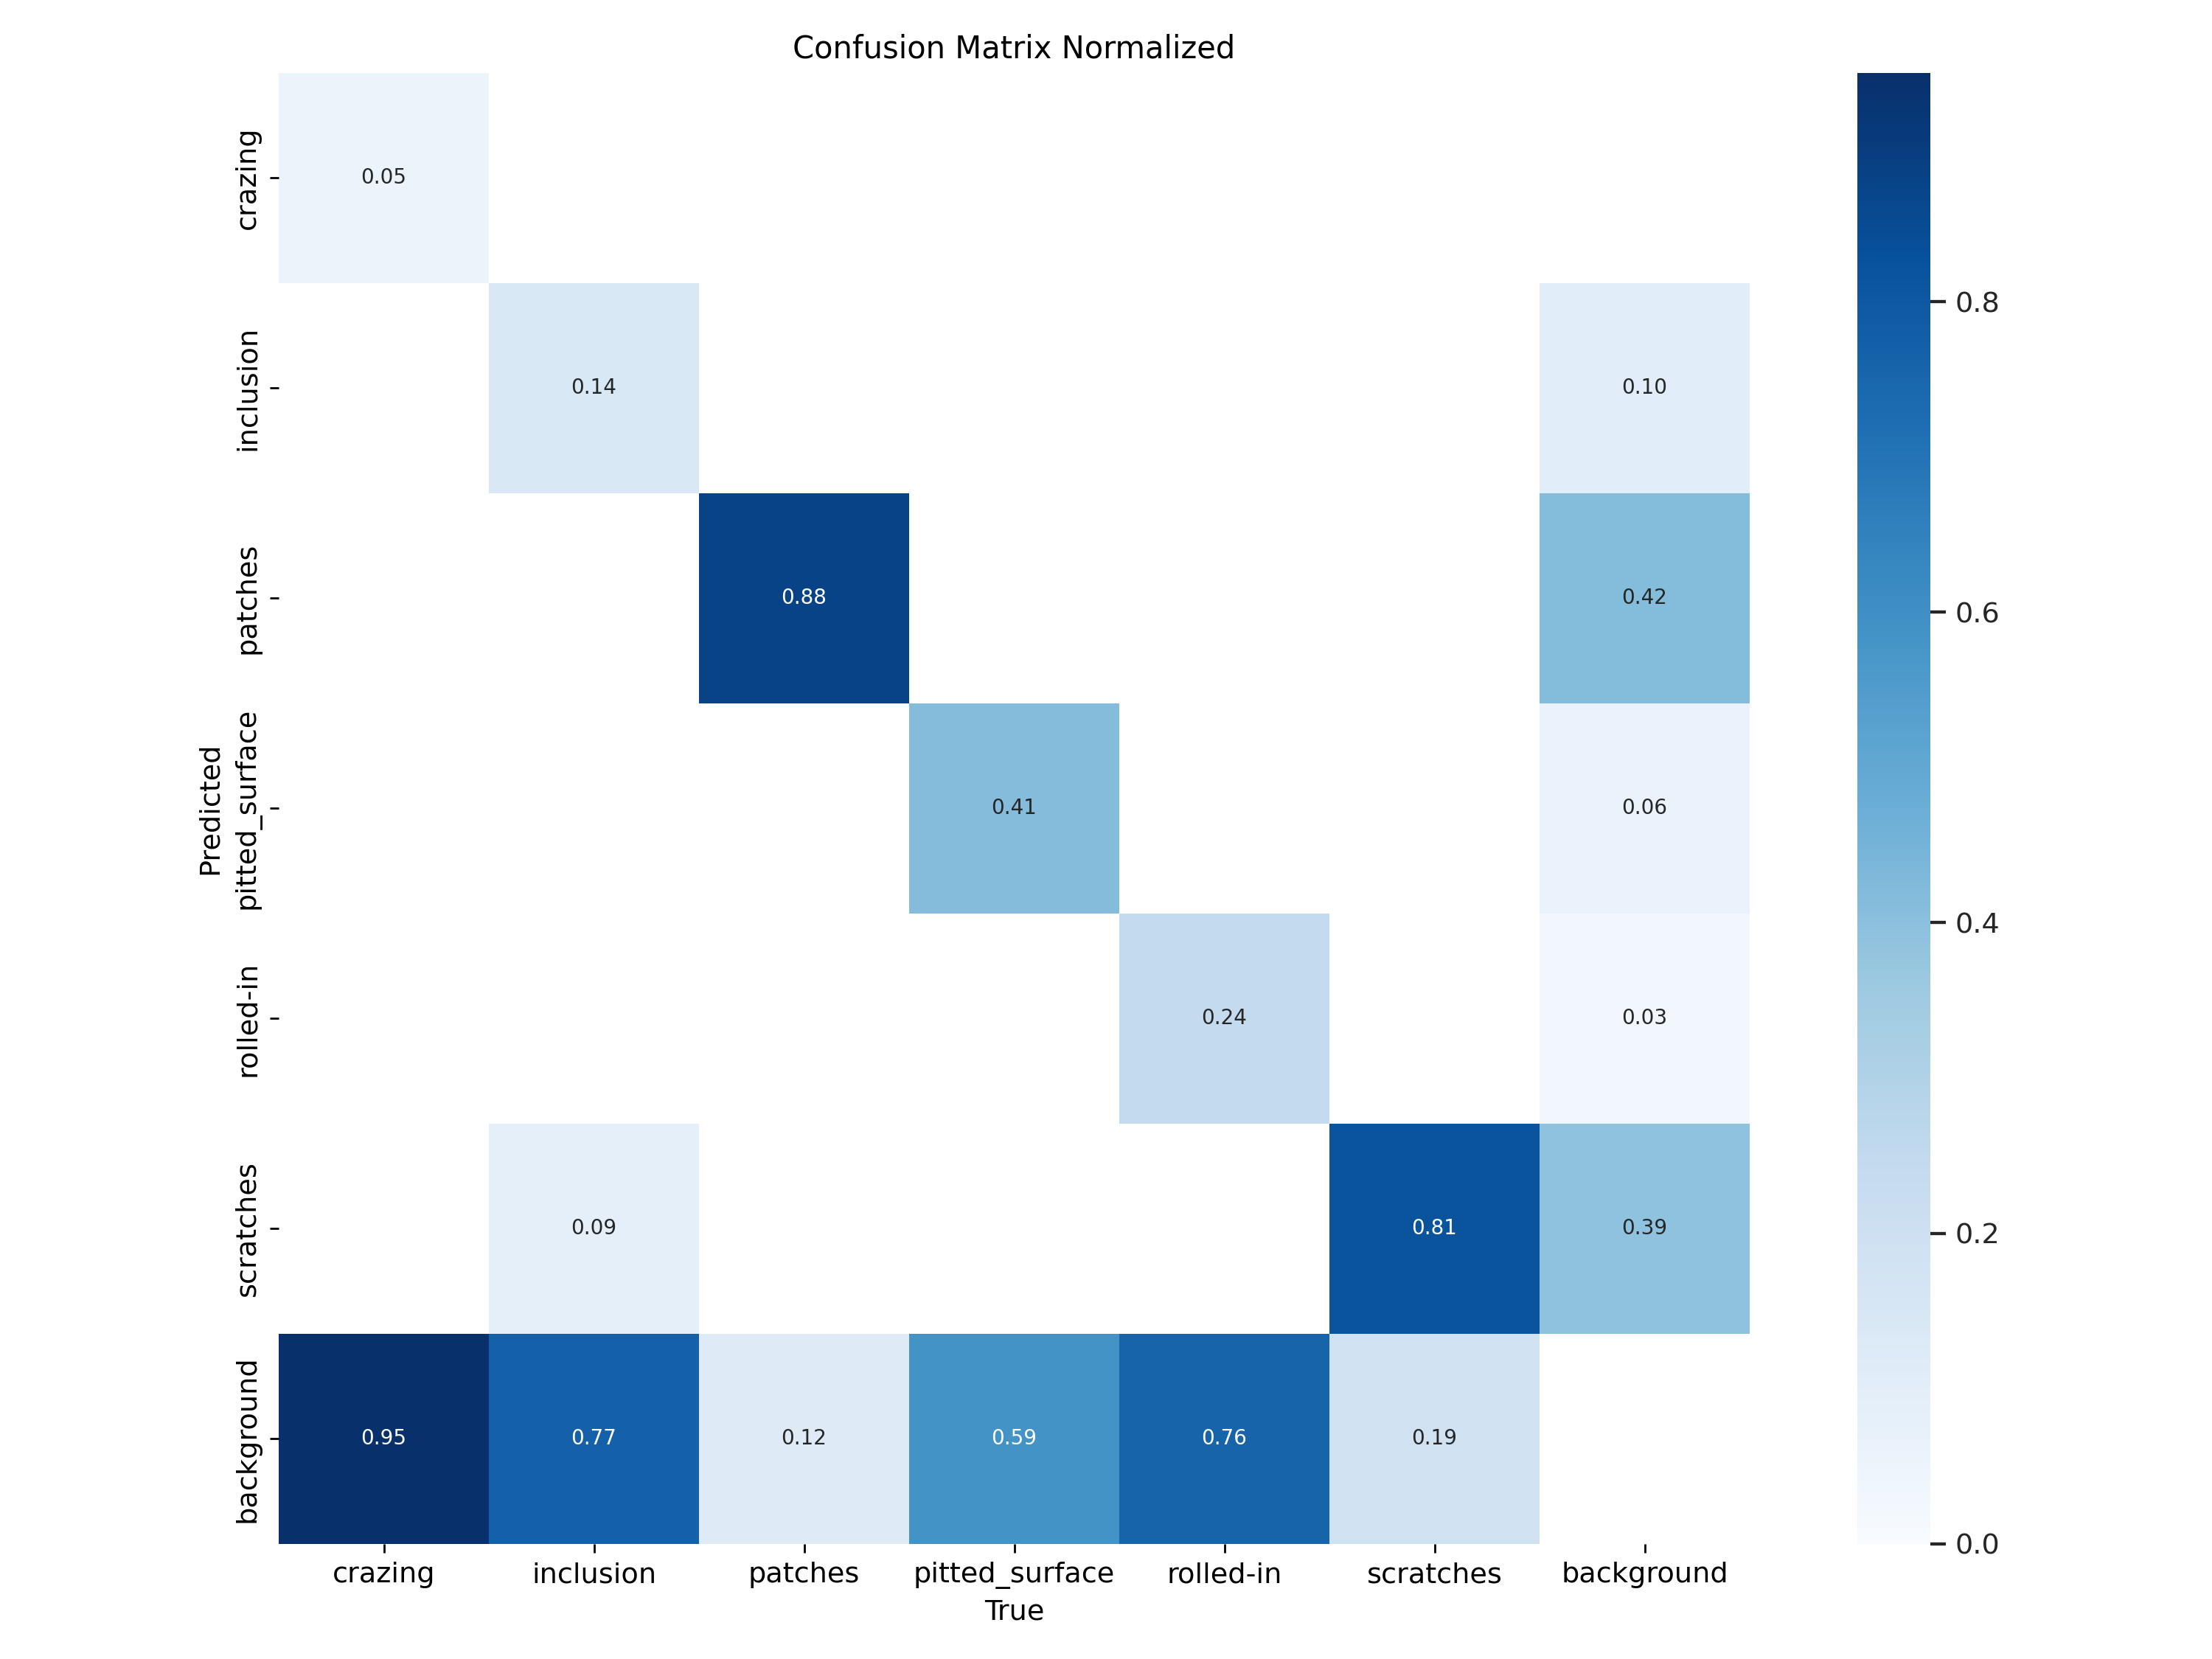 Confusion Matrix Normalized
crazing
0.05
inclusion
0.14
0.10
0.8
patches
0.88
0.42
0.6
Predicted
pitted_surface
0.41
0.06
0.4
rolled-in
0.24
0.03
scratches
0.09
0.81
0.39
0.2
background
0.95
0.77
0.12
0.59
0.76
0.19
0.0
crazing inclusion patches pitted_surface rolled-in scratches background
True